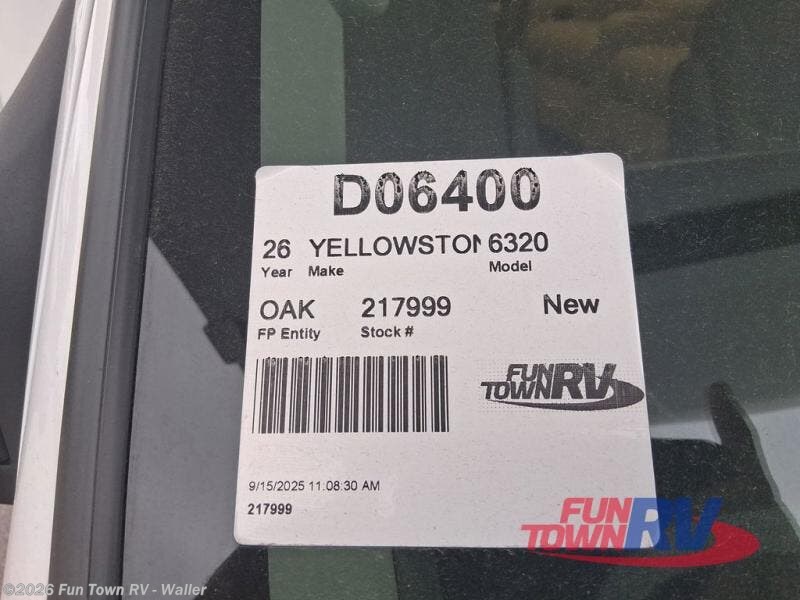 D06400
26 YELLOWSTON 6320
Year Make Model
OAK 217999 New
FP Entity Stock #
FUN TOWN RV
9/15/2025 11:08:30 AM
217999
FUN TOWN RV
©2026 Fun Town RV - Waller